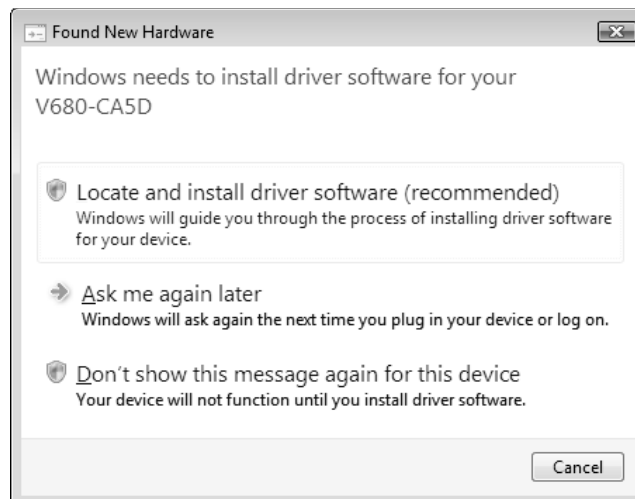 Found New Hardware
Windows needs to install driver software for your
V680-CA5D
Locate and install driver software (recommended)
Windows will guide you through the process of installing driver software
for your device.
Ask me again later
Windows will ask again the next time you plug in your device or log on.
Don't show this message again for this device
Your device will not function until you install driver software.
Cancel